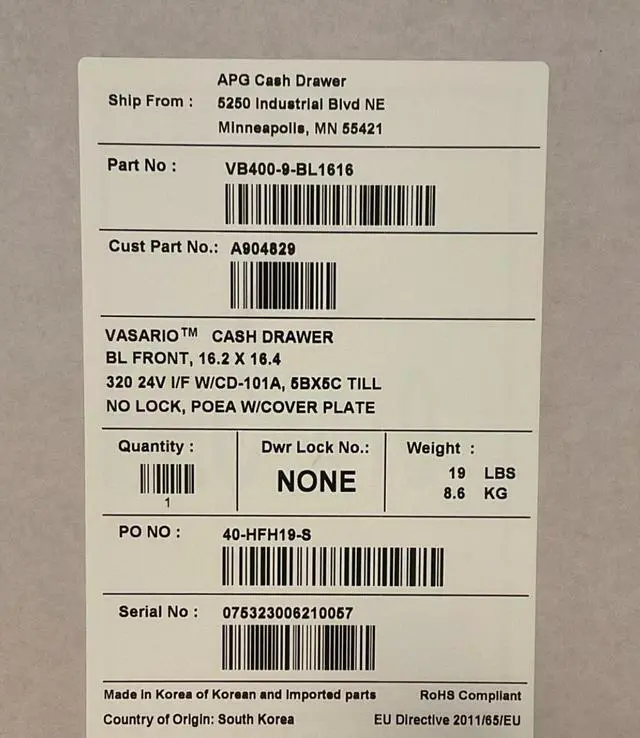 APG Cash Drawer
Ship From : 5250 Industrial Blvd NE
Minneapolis, MN 55421
Part No : VB400-9-BL1616
Cust Part No.: A904829
VASARIO™ CASH DRAWER
BL FRONT, 16.2 X 16.4
320 24V I/F W/CD-101A, 5BX5C TILL
NO LOCK, POEA W/COVER PLATE
Quantity : Dwr Lock No.: Weight :
NONE 19 LBS
8.6 KG
1
PO NO : 40-HFH19-S
Serial No : 075323006210057
Made in Korea of Korean and Imported parts RoHS Compliant
Country of Origin: South Korea EU Directive 2011/65/EU